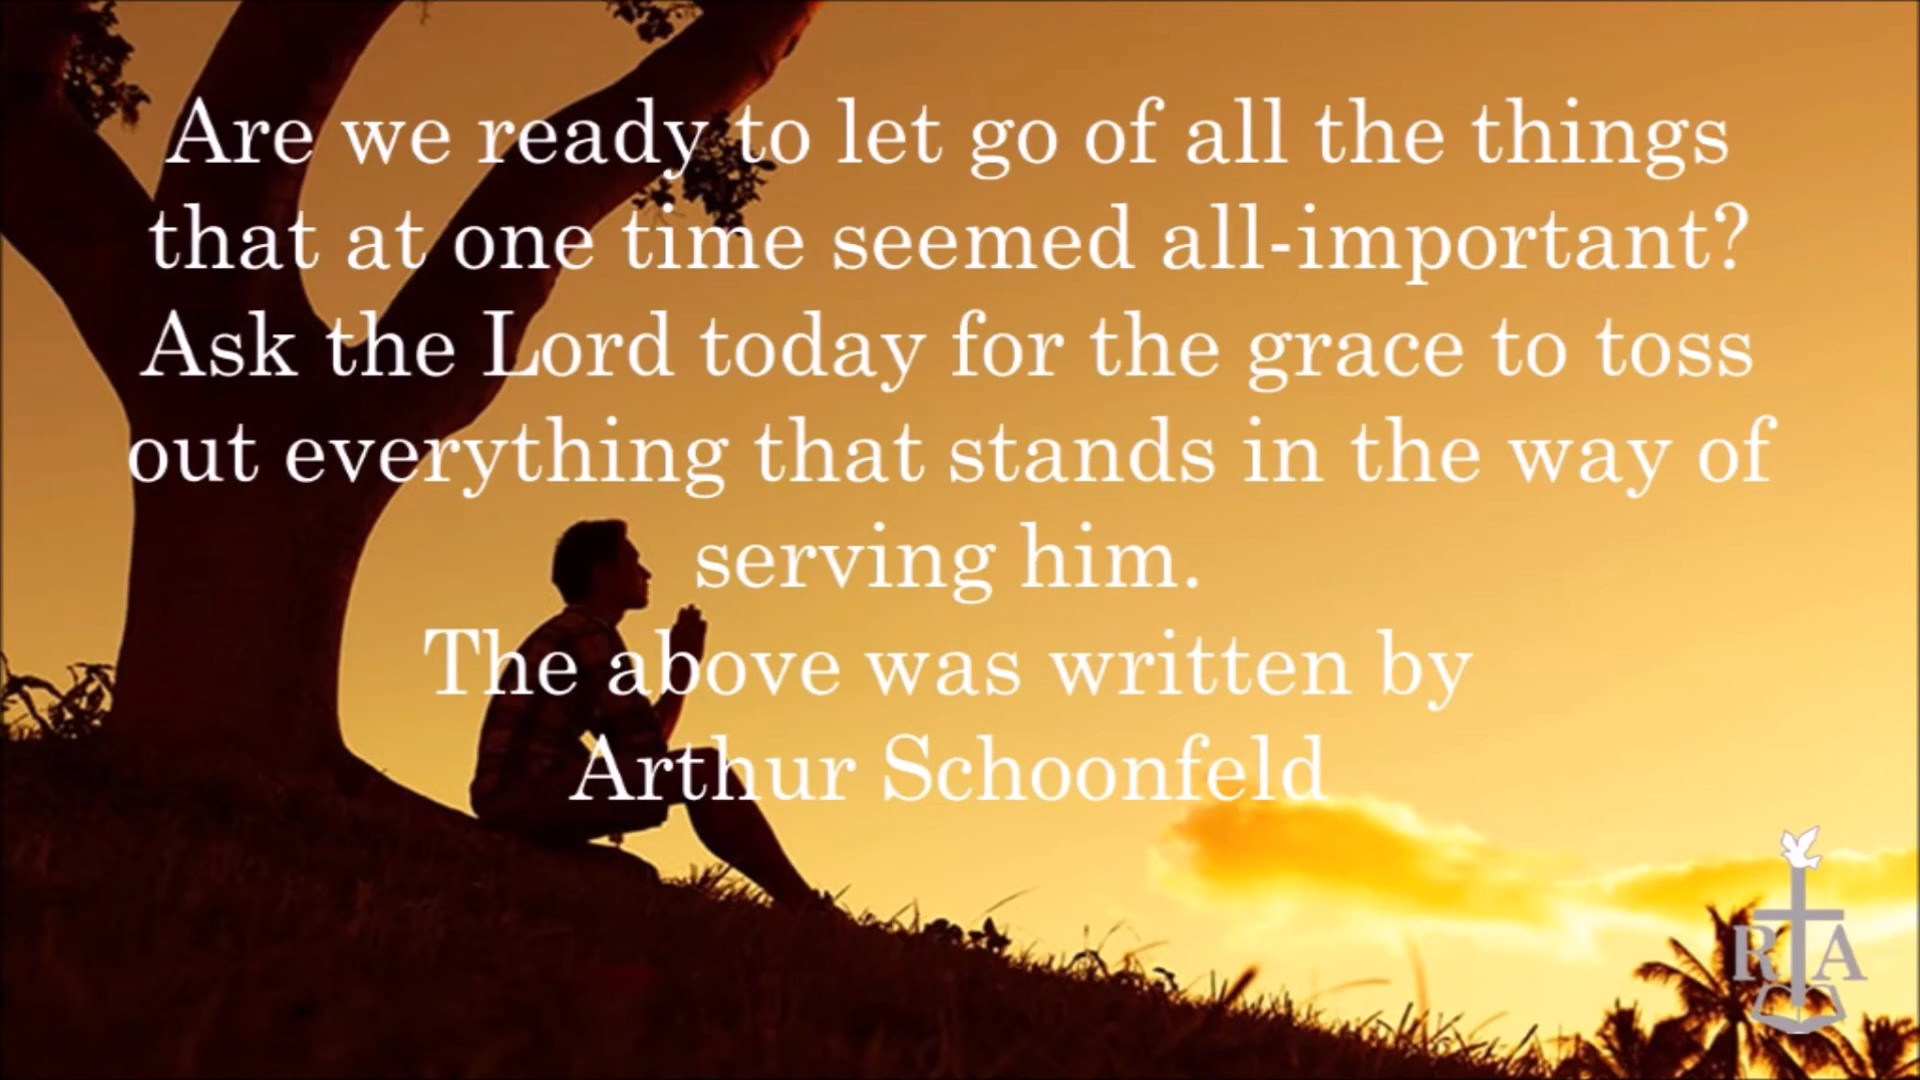 Are we ready to let go of all the things
that at one time seemed all-important?
Ask the Lord today for the grace to toss
out everything that stands in the way of
serving him.
The above was written by
Arthur Schoonfeld
R A